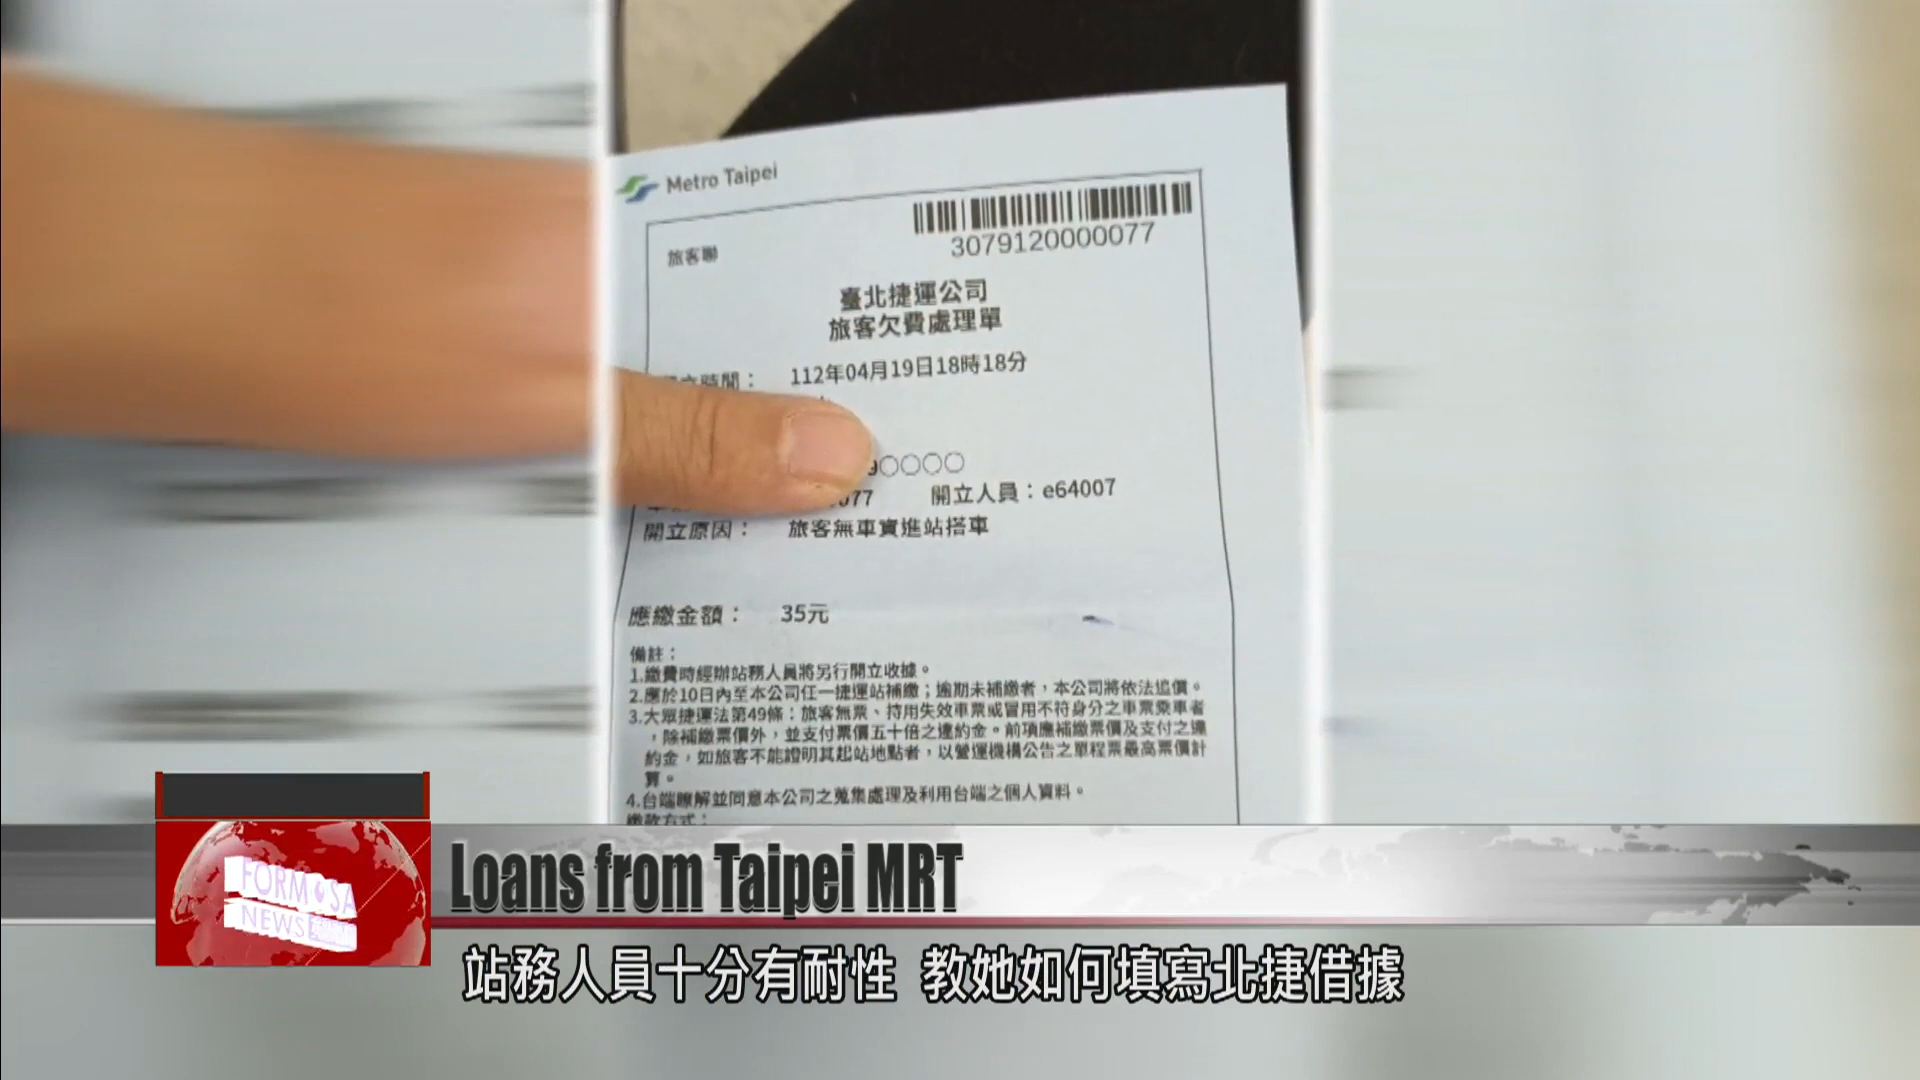 Metro Taipei
3079120000077
旅客聯
臺北捷運公司
旅客欠費處理單
時間： 112年04月19日18時18分
9○○○○
077 開立人員：e64007
開立原因： 旅客無車實進站搭車
應繳金額： 35元
備註：
1.繳費時經辦站務人員將另行開立收據。
2.應於10日內至本公司任一捷運站補繳；逾期未補繳者，本公司將依法追償。
3.大眾捷運法第49條：旅客無票、持用失效車票或冒用不符身分之車票乘車者
，除補繳票價外，並支付票價五十倍之違約金。前項應補繳票價及支付之違
約金，如旅客不能證明其起站地點者，以營運機構公告之單程票最高票價計
算。
4.台端瞭解並同意本公司之蒐集處理及利用台端之個人資料。
繳款方式：
FORMOSA
NEWS
Loans from Taipei MRT
站務人員十分有耐性 教她如何填寫北捷借據